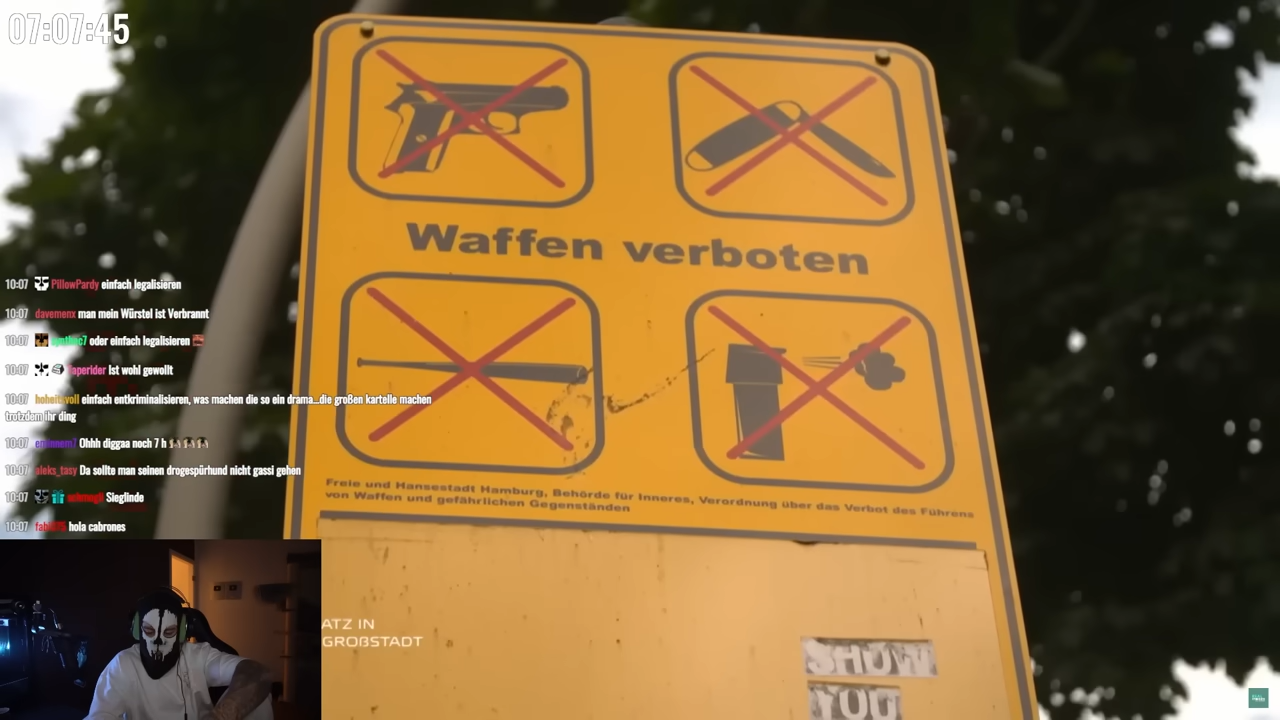 07:07:45
Waffen verboten
Freie und Hansestadt Hamburg, Behörde für Inneres, Verordnung über das Verbot des Führens
von Waffen und gefährlichen Gegenständen
10:07 PillowPardy einfach legalisieren
10:07 davemenx man mein Würstel ist Verbrannt
10:07 oder einfach legalisieren
10:07 Ist wohl gewollt
10:07 einfach entkriminalisieren, was machen die so ein drama...die großen kartelle machen
trotzdem ihr ding
10:07 Ohhh diggaa noch 7 h
10:07 aleks_tasy Da sollte man seinen drogespürhund nicht gassi gehen
10:07 Sieglinde
10:07 hola cabrones
ATZ IN
GROßSTADT
SHOW
YOU